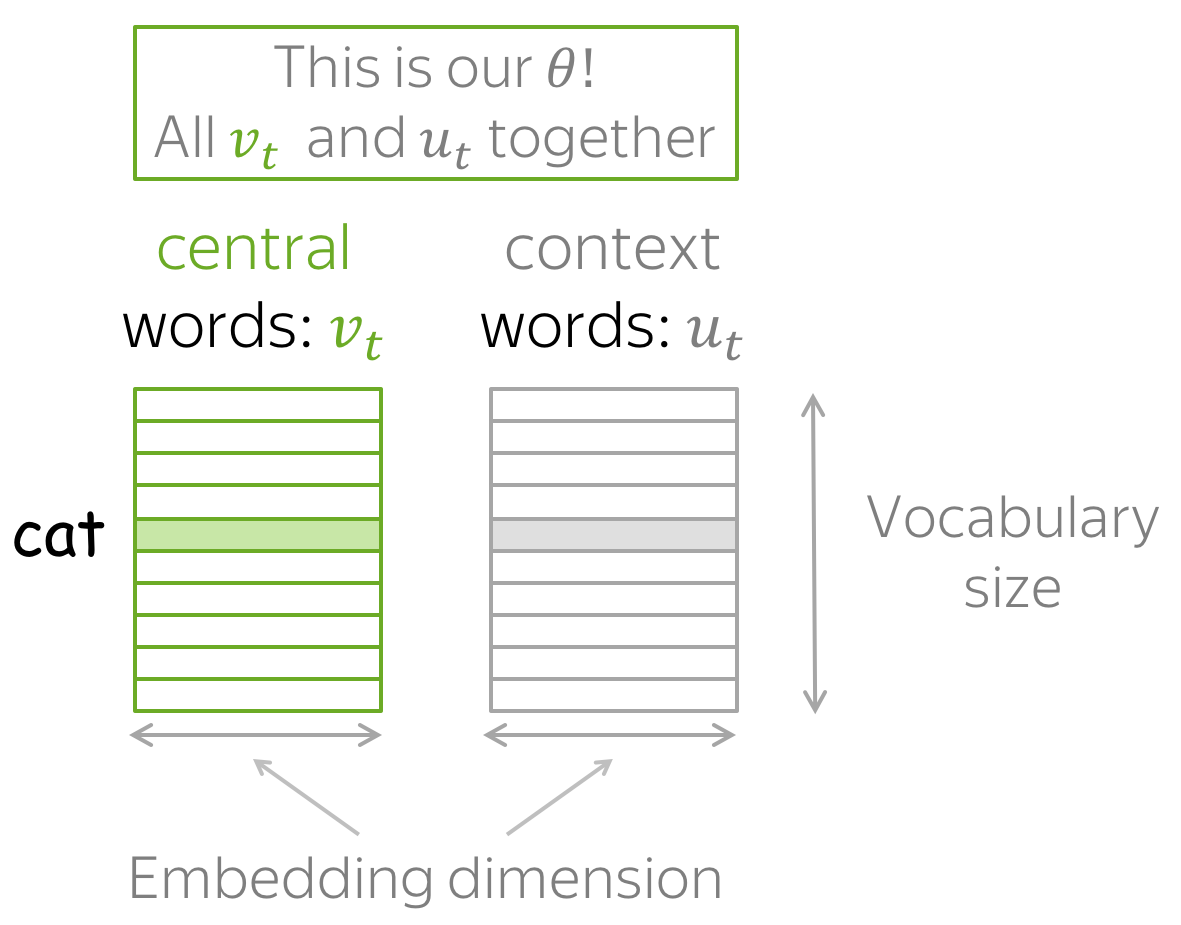 This is our θ!
All v_t and u_t together
central
words: v_t
context
words: u_t
cat
Vocabulary
size
Embedding dimension